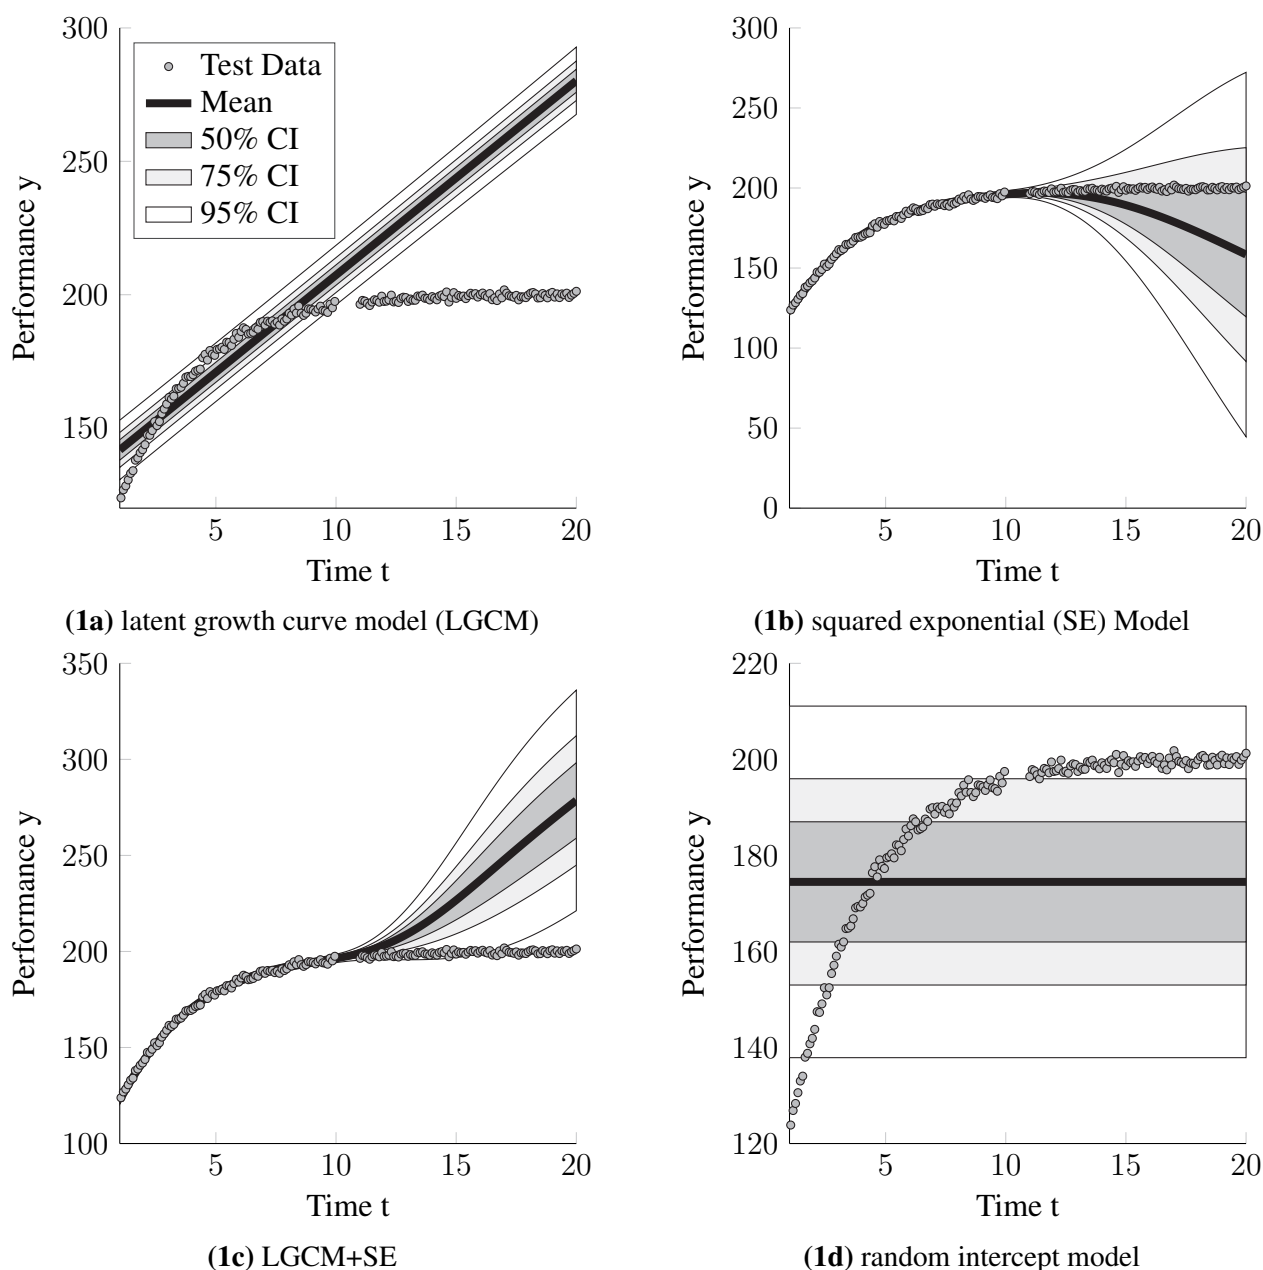 300
250
200
150
5
10
15
20
Performance y
Time t
Test Data
Mean
50% CI
75% CI
95% CI
(1a) latent growth curve model (LGCM)
300
250
200
150
100
50
0
5
10
15
20
Performance y
Time t
(1b) squared exponential (SE) Model
350
300
250
200
150
100
5
10
15
20
Performance y
Time t
(1c) LGCM+SE
220
200
180
160
140
120
5
10
15
20
Performance y
Time t
(1d) random intercept model